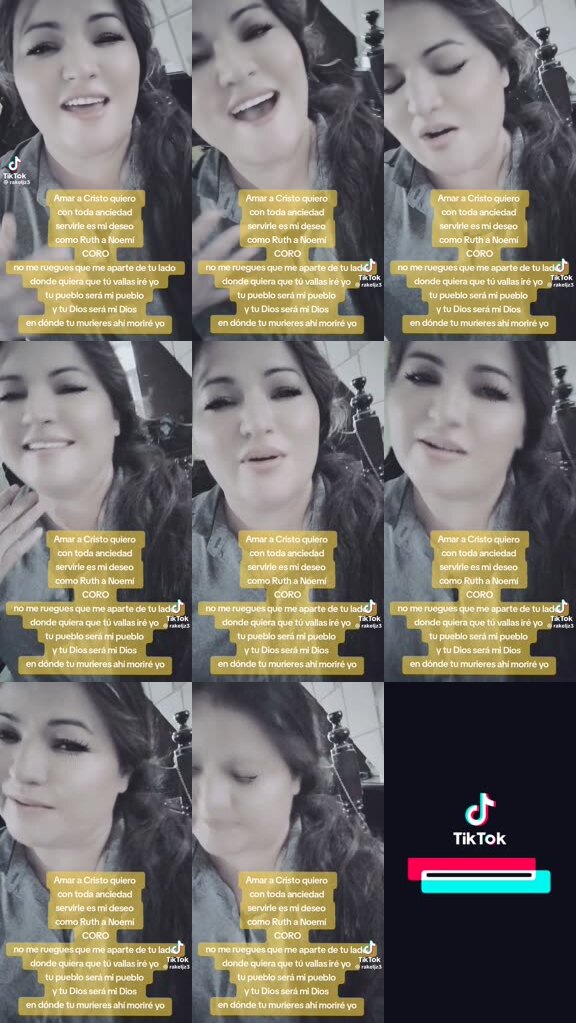 TikTok
@rakeljz3
Amar a Cristo quiero
con toda anciedad
servirle es mi deseo
como Ruth a Noemí
CORO
no me ruegues que me aparte de tu lado
donde quiera que tú vallas iré yo
tu pueblo será mi pueblo
y tu Dios será mi Dios
en dónde tu murieres ahí moriré yo
Amar a Cristo quiero
con toda anciedad
servirle es mi deseo
como Ruth a Noemí
CORO
no me ruegues que me aparte de tu lado
donde quiera que tú vallas iré yo
tu pueblo será mi pueblo
y tu Dios será mi Dios
en dónde tu murieres ahí moriré yo
TikTok
@rakeljz3
Amar a Cristo quiero
con toda anciedad
servirle es mi deseo
como Ruth a Noemí
CORO
no me ruegues que me aparte de tu lado
donde quiera que tú vallas iré yo
tu pueblo será mi pueblo
y tu Dios será mi Dios
en dónde tu murieres ahí moriré yo
TikTok
@rakeljz3
Amar a Cristo quiero
con toda anciedad
servirle es mi deseo
como Ruth a Noemí
CORO
no me ruegues que me aparte de tu lado
donde quiera que tú vallas iré yo
tu pueblo será mi pueblo
y tu Dios será mi Dios
en dónde tu murieres ahí moriré yo
TikTok
@rakeljz3
Amar a Cristo quiero
con toda anciedad
servirle es mi deseo
como Ruth a Noemí
CORO
no me ruegues que me aparte de tu lado
donde quiera que tú vallas iré yo
tu pueblo será mi pueblo
y tu Dios será mi Dios
en dónde tu murieres ahí moriré yo
TikTok
@rakeljz3
Amar a Cristo quiero
con toda anciedad
servirle es mi deseo
como Ruth a Noemí
CORO
no me ruegues que me aparte de tu lado
donde quiera que tú vallas iré yo
tu pueblo será mi pueblo
y tu Dios será mi Dios
en dónde tu murieres ahí moriré yo
TikTok
@rakeljz3
Amar a Cristo quiero
con toda anciedad
servirle es mi deseo
como Ruth a Noemí
CORO
no me ruegues que me aparte de tu lado
donde quiera que tú vallas iré yo
tu pueblo será mi pueblo
y tu Dios será mi Dios
en dónde tu murieres ahí moriré yo
TikTok
@rakeljz3
Amar a Cristo quiero
con toda anciedad
servirle es mi deseo
como Ruth a Noemí
CORO
no me ruegues que me aparte de tu lado
donde quiera que tú vallas iré yo
tu pueblo será mi pueblo
y tu Dios será mi Dios
en dónde tu murieres ahí moriré yo
TikTok
@rakeljz3
TikTok